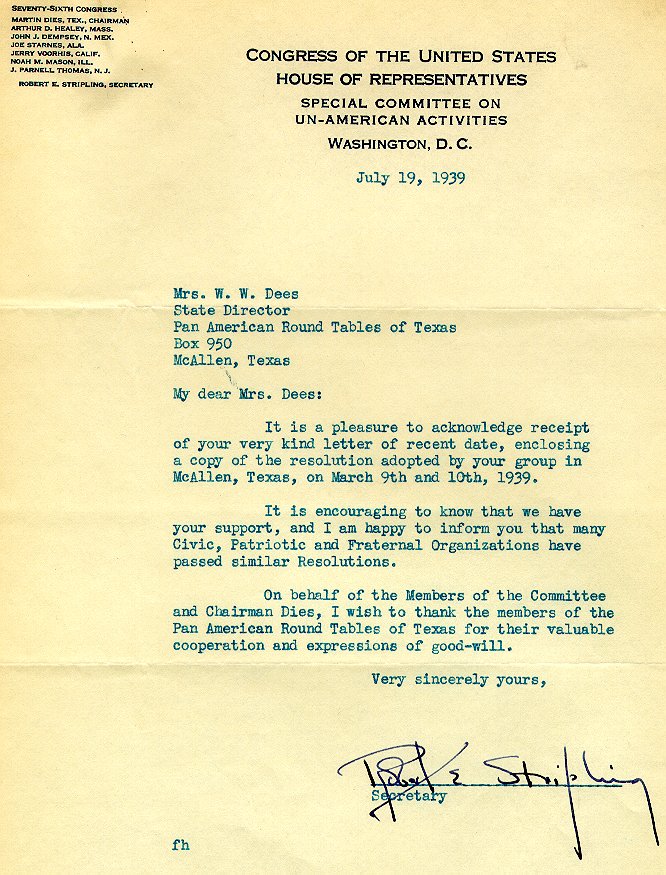 SEVENTY-SIXTH CONGRESS
MARTIN DIES, TEX., CHAIRMAN
ARTHUR D. HEALEY, MASS.
JOHN J. DEMPSEY, N. MEX.
JOE STARNES, ALA.
JERRY VOORHIS, CALIF.
NOAH M. MASON, ILL.
J. PARNELL THOMAS, N. J.
ROBERT E. STRIPLING, SECRETARY
CONGRESS OF THE UNITED STATES
HOUSE OF REPRESENTATIVES
SPECIAL COMMITTEE ON
UN-AMERICAN ACTIVITIES
WASHINGTON, D. C.
July 19, 1939
Mrs. W. W. Dees
State Director
Pan American Round Tables of Texas
Box 950
McAllen, Texas
My dear Mrs. Dees:
It is a pleasure to acknowledge receipt
of your very kind letter of recent date, enclosing
a copy of the resolution adopted by your group in
McAllen, Texas, on March 9th and 10th, 1939.
It is encouraging to know that we have
your support, and I am happy to inform you that many
Civic, Patriotic and Fraternal Organizations have
passed similar Resolutions.
On behalf of the Members of the Committee
and Chairman Dies, I wish to thank the members of the
Pan American Round Tables of Texas for their valuable
cooperation and expressions of good-will.
Very sincerely yours,
Robert E Stripling
Secretary
fh